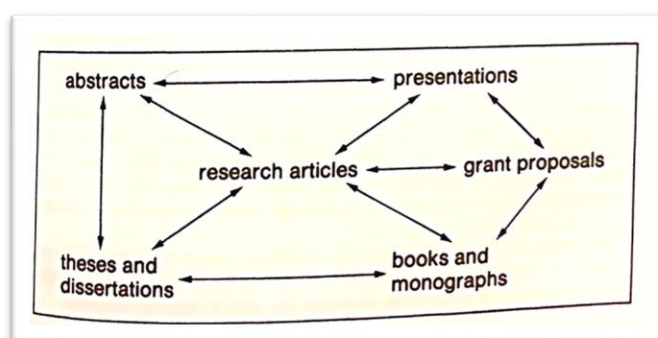 abstracts
presentations
research articles
grant proposals
theses and
dissertations
books and
monographs